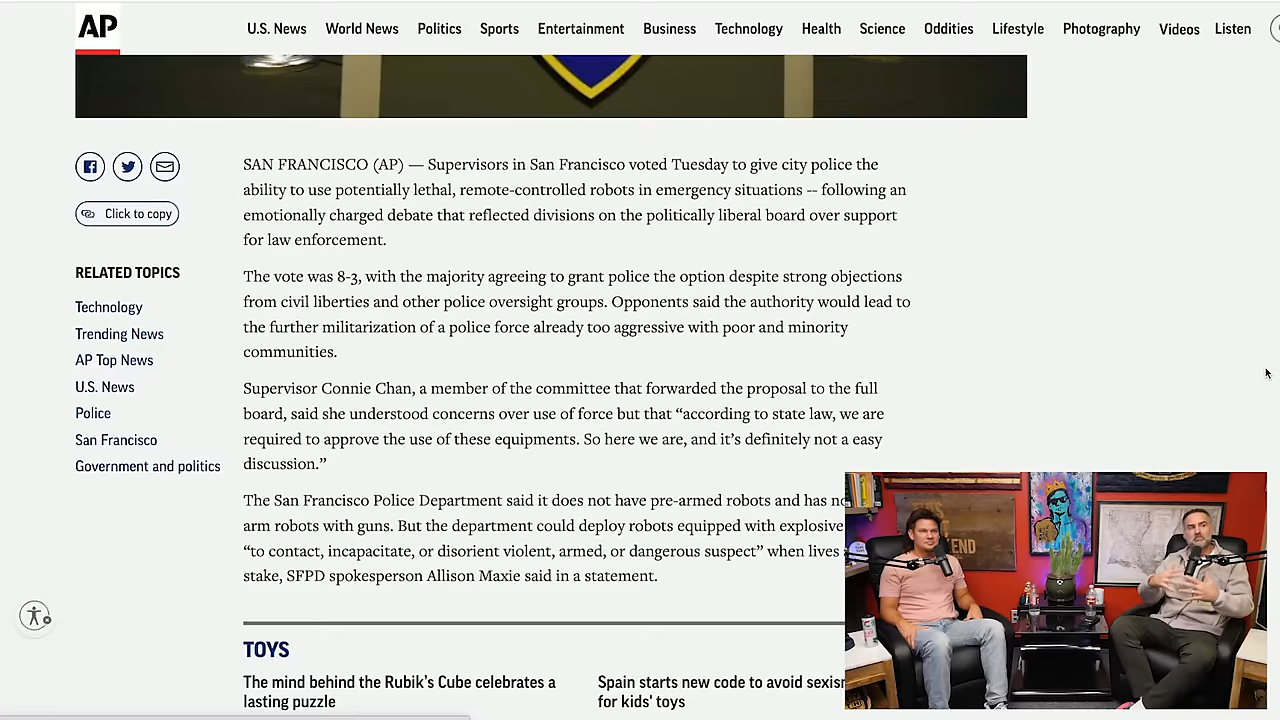 AP
U.S. News World News Politics Sports Entertainment Business Technology Health Science Oddities Lifestyle Photography Videos Listen
Click to copy
RELATED TOPICS
Technology
Trending News
AP Top News
U.S. News
Police
San Francisco
Government and politics
SAN FRANCISCO (AP) — Supervisors in San Francisco voted Tuesday to give city police the
ability to use potentially lethal, remote-controlled robots in emergency situations -- following an
emotionally charged debate that reflected divisions on the politically liberal board over support
for law enforcement.
The vote was 8-3, with the majority agreeing to grant police the option despite strong objections
from civil liberties and other police oversight groups. Opponents said the authority would lead to
the further militarization of a police force already too aggressive with poor and minority
communities.
Supervisor Connie Chan, a member of the committee that forwarded the proposal to the full
board, said she understood concerns over use of force but that “according to state law, we are
required to approve the use of these equipments. So here we are, and it’s definitely not a easy
discussion.”
The San Francisco Police Department said it does not have pre-armed robots and has no
arm robots with guns. But the department could deploy robots equipped with explosive
“to contact, incapacitate, or disorient violent, armed, or dangerous suspect” when lives
stake, SFPD spokesperson Allison Maxie said in a statement.
TOYS
The mind behind the Rubik’s Cube celebrates a
lasting puzzle
Spain starts new code to avoid sexis
for kids' toys